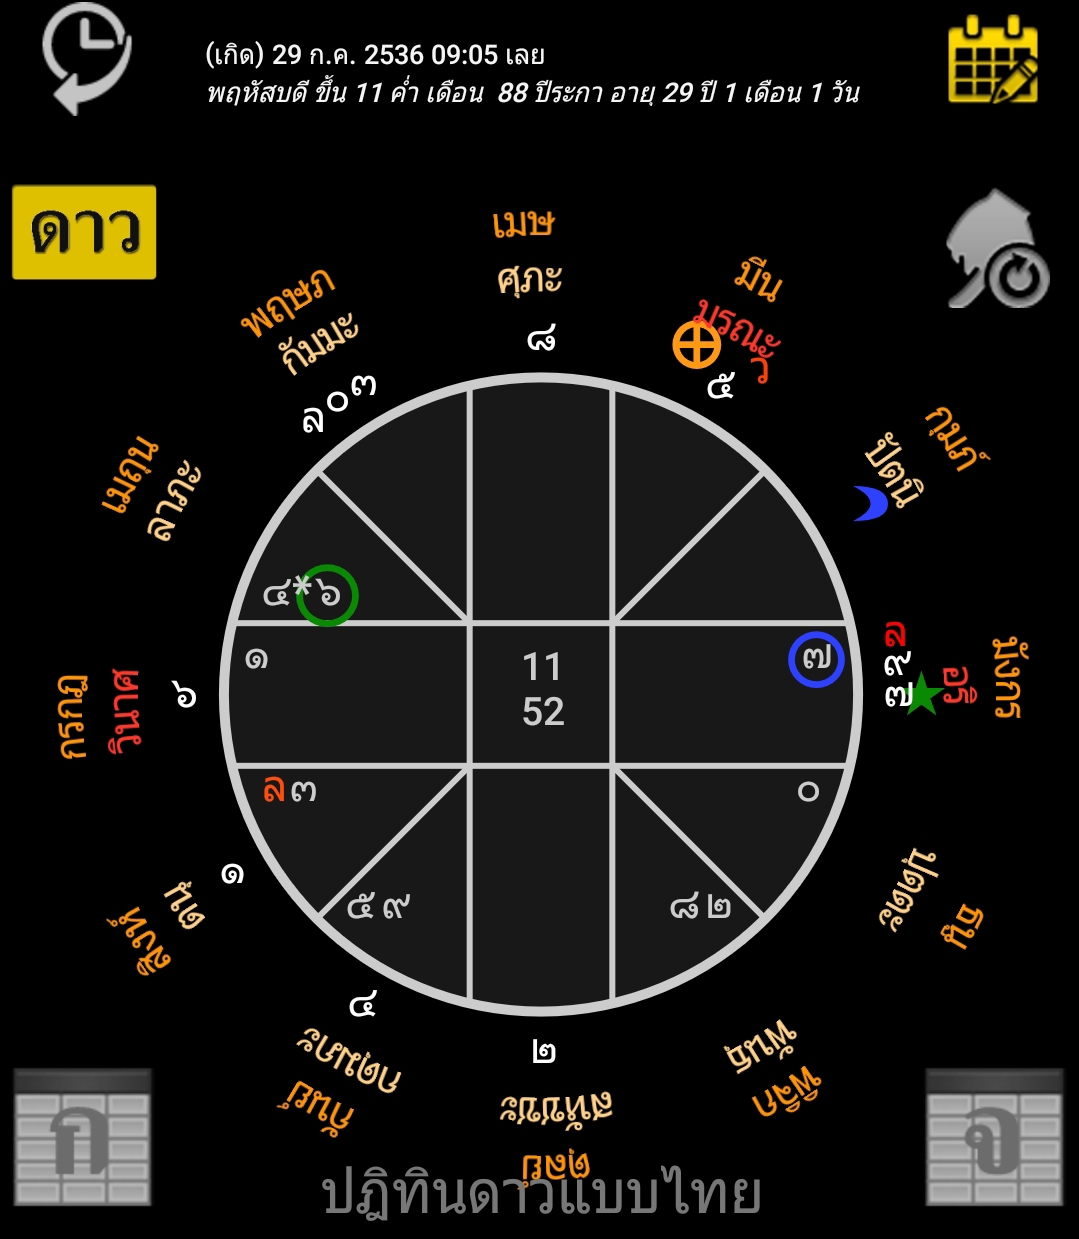 (เกิด) 29 ก.ค. 2536 09:05 เลย
พฤหัสบดี ขึ้น 11 ค่ำ เดือน 88 ปีระกา อายุ 29 ปี 1 เดือน 1 วัน
ดาว
เมษ
ศุภะ
๘
มีน
มรณะ
ว
๕
พฤษภ
กัมมะ
ล๐๓
กุมภ์
ปัตนิ
เมถุน
ลาภะ
๔*๖
ล
๙
๗
อริ
มังกร
๑
11
52
๗
กรกฎ
วินาศ
๖
ล๓
๐
๑
ตนุ
สิงห์
ปุตตะ
ธนู
๕๙
๘๒
๔
กดุมภะ
กันย์
๒
สหัชชะ
ตุลย์
พันธุ
พิจิก
ก
จ
ปฎิทินดาวแบบไทย